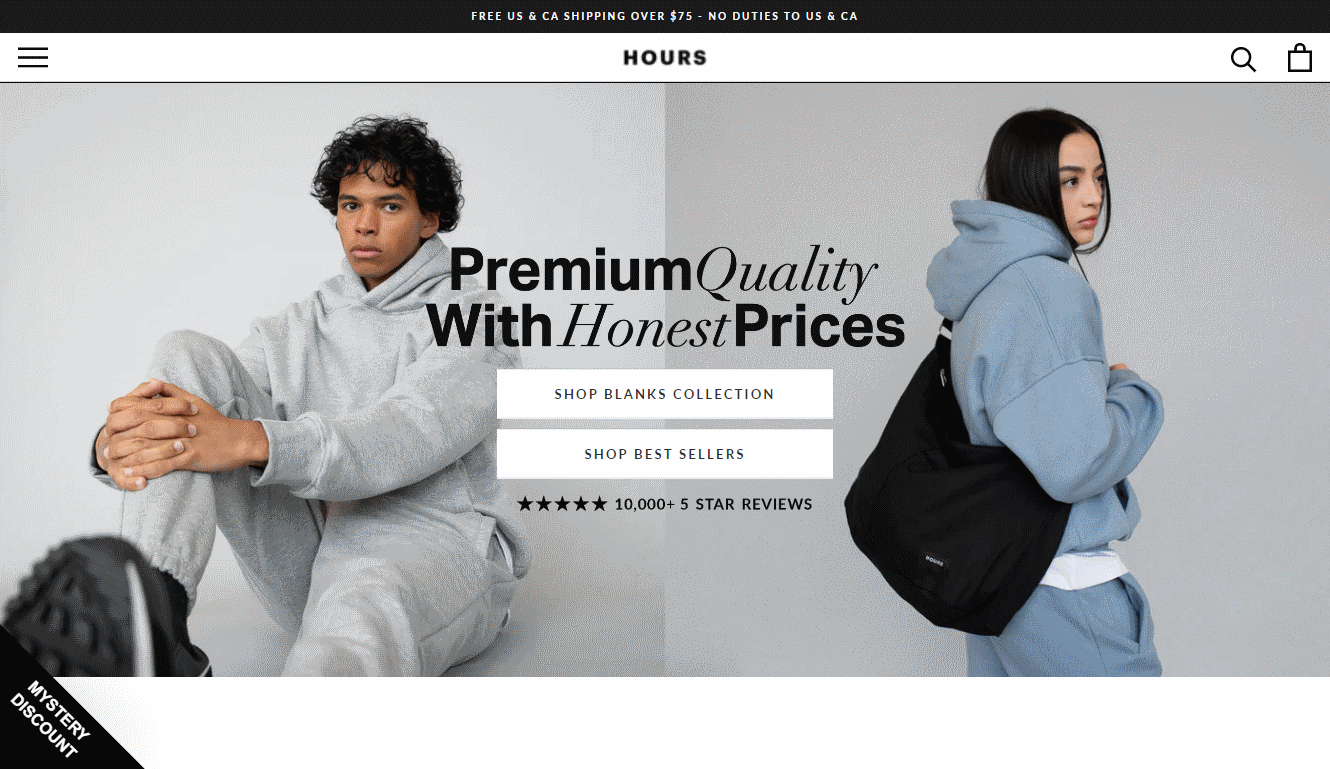 FREE US & CA SHIPPING OVER $75 - NO DUTIES TO US & CA
HOURS
Premium Quality
With Honest Prices
SHOP BLANKS COLLECTION
SHOP BEST SELLERS
★★★★★ 10,000+ 5 STAR REVIEWS
HOURS
MYSTERY
DISCOUNT